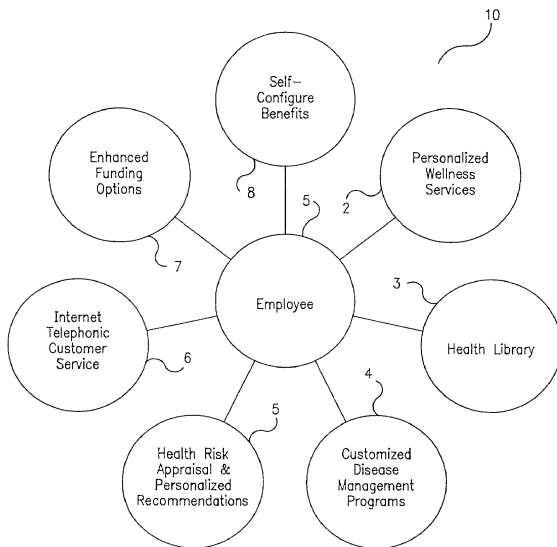 10
Self-
Configure
Benefits
8
Enhanced
Funding
Options
7
Personalized
Wellness
Services
2
5
Employee
3
Health Library
Internet
Telephonic
Customer
Service
6
5
Health Risk
Appraisal &
Personalized
Recommendations
4
Customized
Disease
Management
Programs